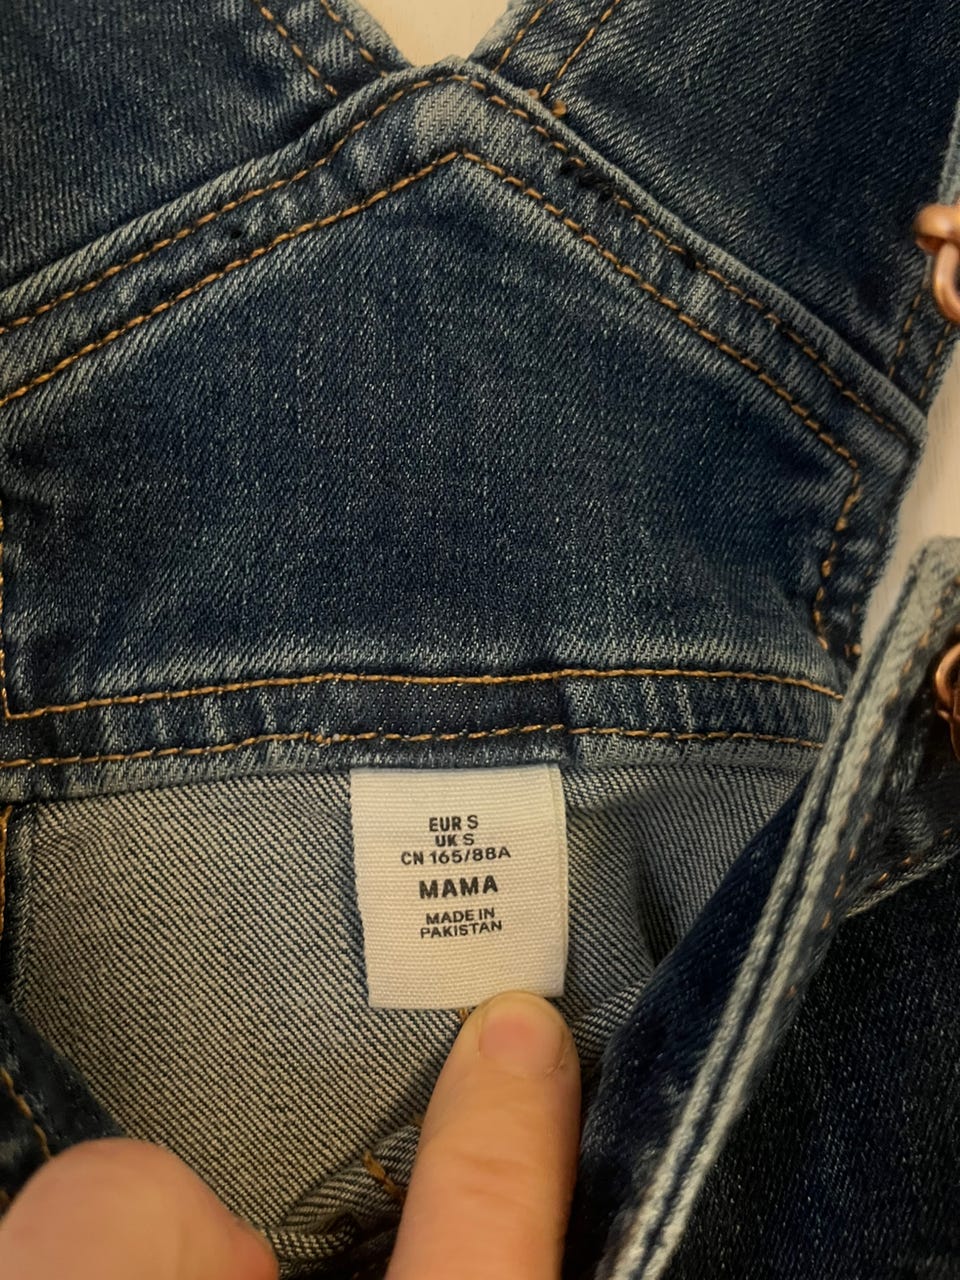 EUR S
UK S
CN 165/88A
MAMA
MADE IN
PAKISTAN